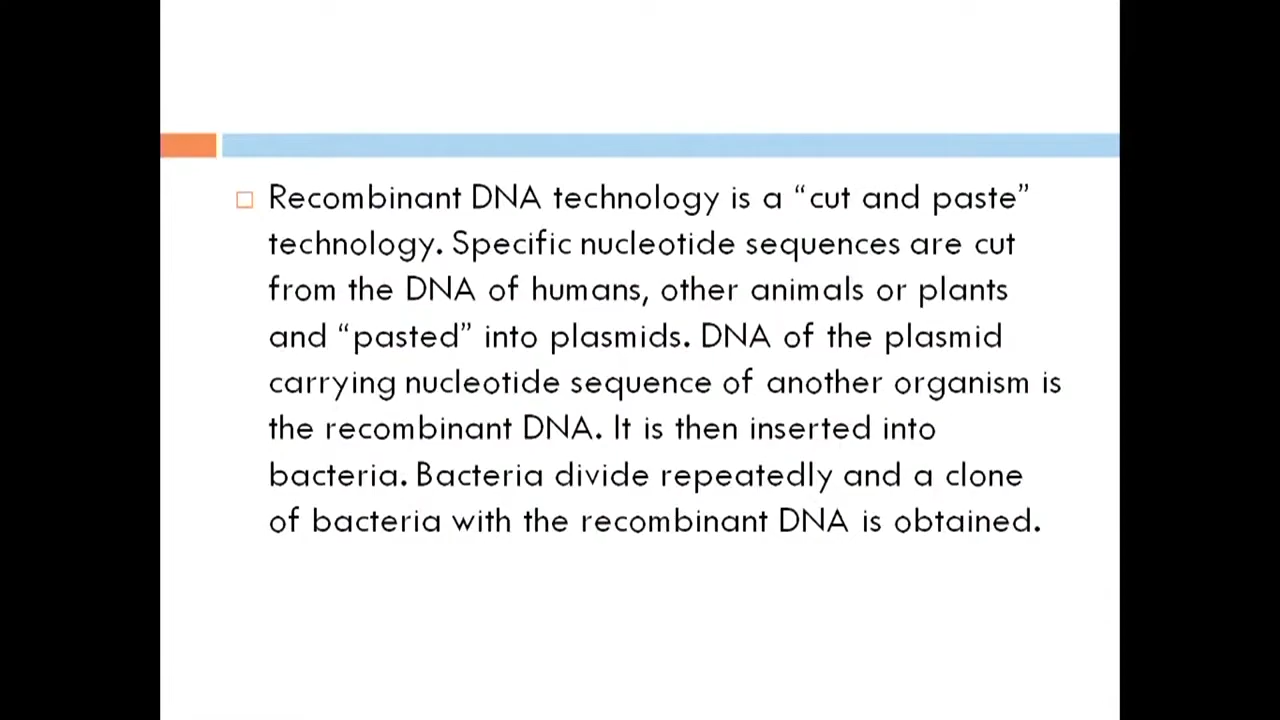 Recombinant DNA technology is a “cut and paste”
technology. Specific nucleotide sequences are cut
from the DNA of humans, other animals or plants
and “pasted” into plasmids. DNA of the plasmid
carrying nucleotide sequence of another organism is
the recombinant DNA. It is then inserted into
bacteria. Bacteria divide repeatedly and a clone
of bacteria with the recombinant DNA is obtained.